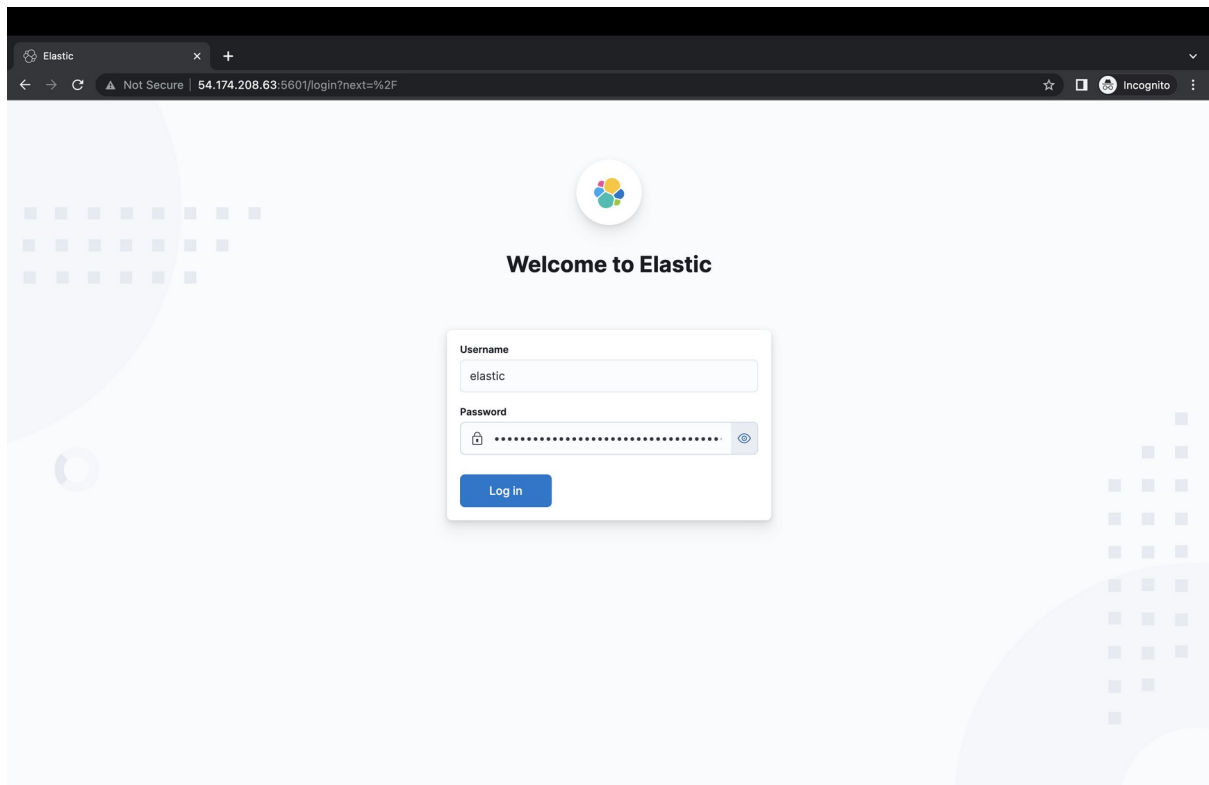 Elastic
Not Secure | 54.174.208.63:5601/login?next=%2F
Incognito
Welcome to Elastic
Username
elastic
Password
Log in